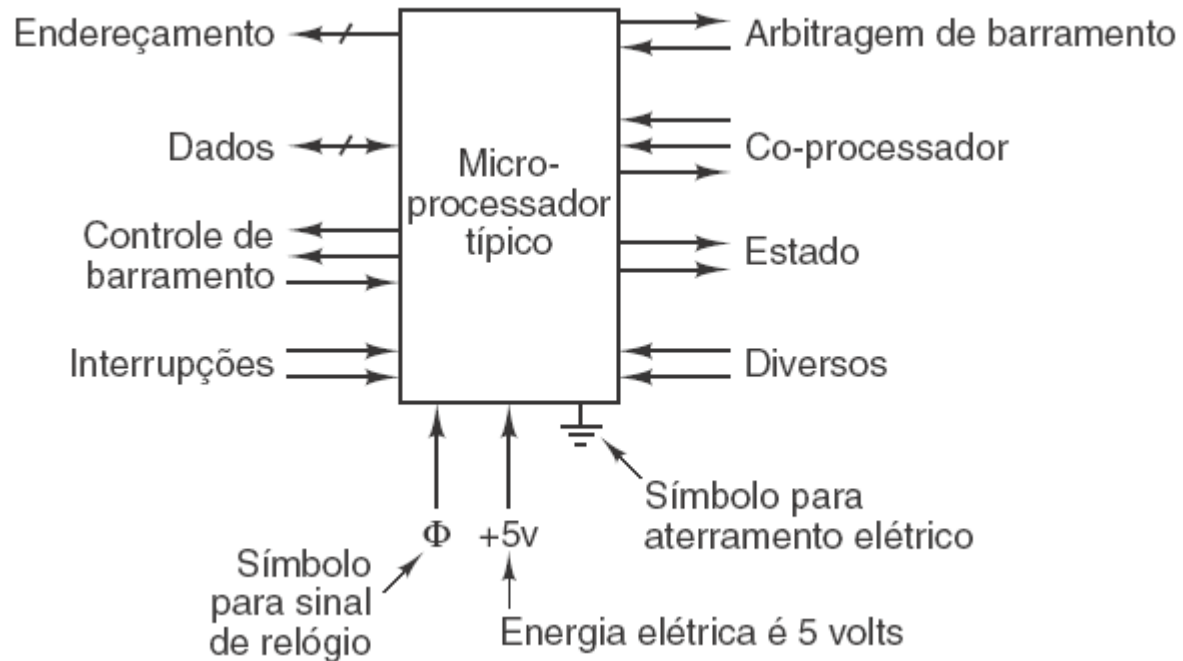 Endereçamento
Arbitragem de barramento
Dados
Co-processador
Micro-
processador
típico
Controle de
barramento
Estado
Interrupções
Diversos
Φ +5v
Símbolo para
aterramento elétrico
Símbolo
para sinal
de relógio
Energia elétrica é 5 volts